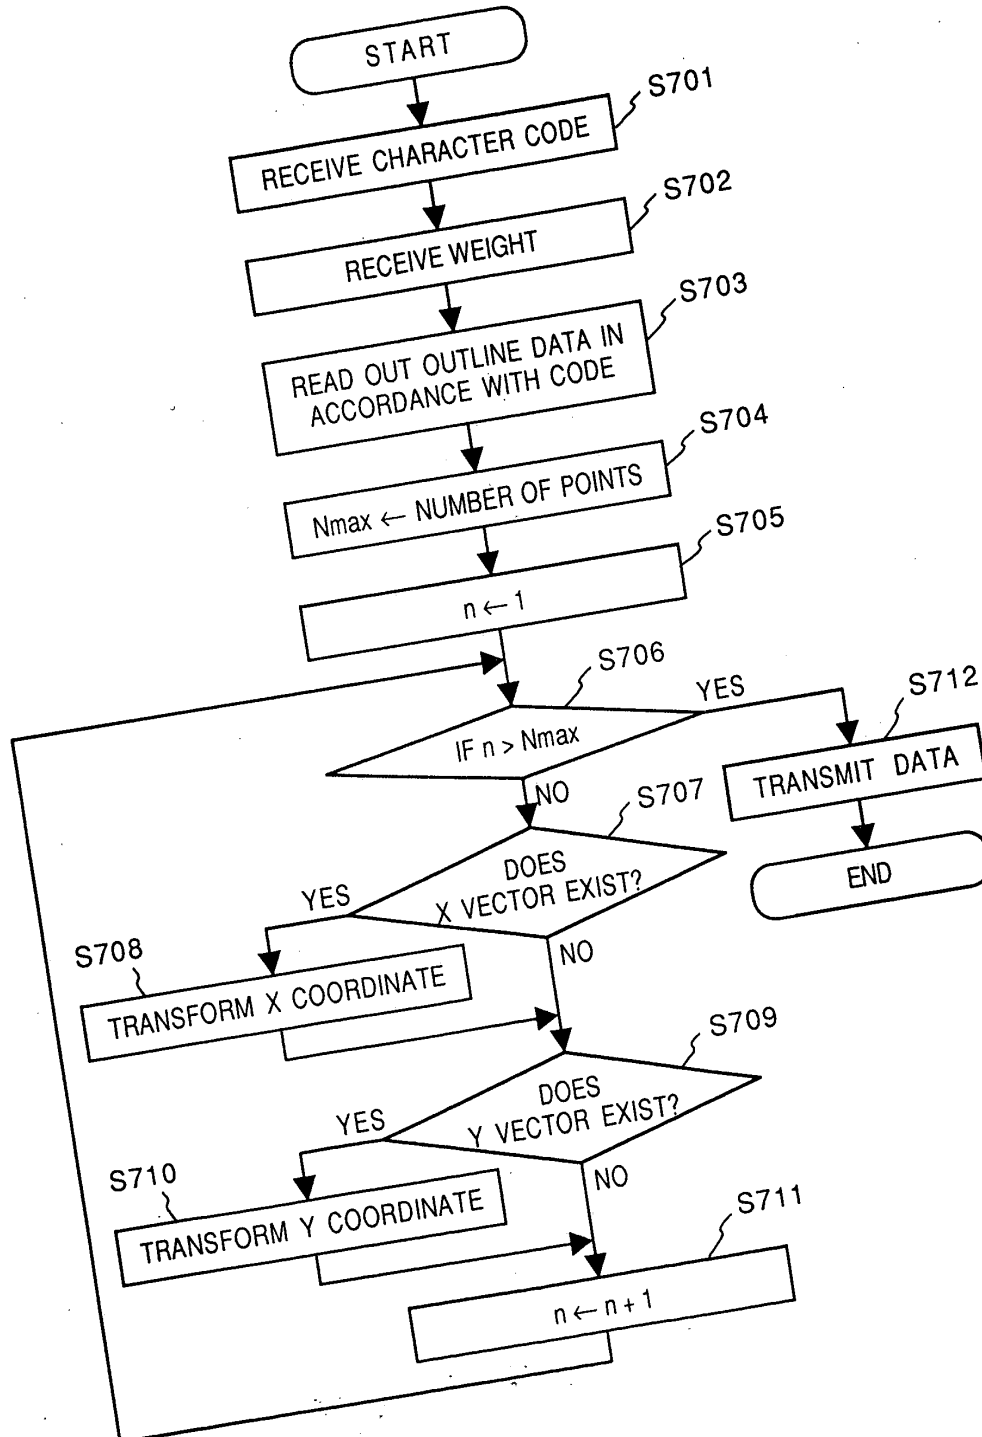 START
S701
RECEIVE CHARACTER CODE
S702
RECEIVE WEIGHT
S703
READ OUT OUTLINE DATA IN
ACCORDANCE WITH CODE
S704
Nmax ← NUMBER OF POINTS
S705
n ← 1
S706
IF n > Nmax
YES
S712
TRANSMIT DATA
END
NO
S707
DOES
X VECTOR EXIST?
YES
NO
S708
TRANSFORM X COORDINATE
S709
DOES
Y VECTOR EXIST?
YES
NO
S710
TRANSFORM Y COORDINATE
S711
n ← n + 1